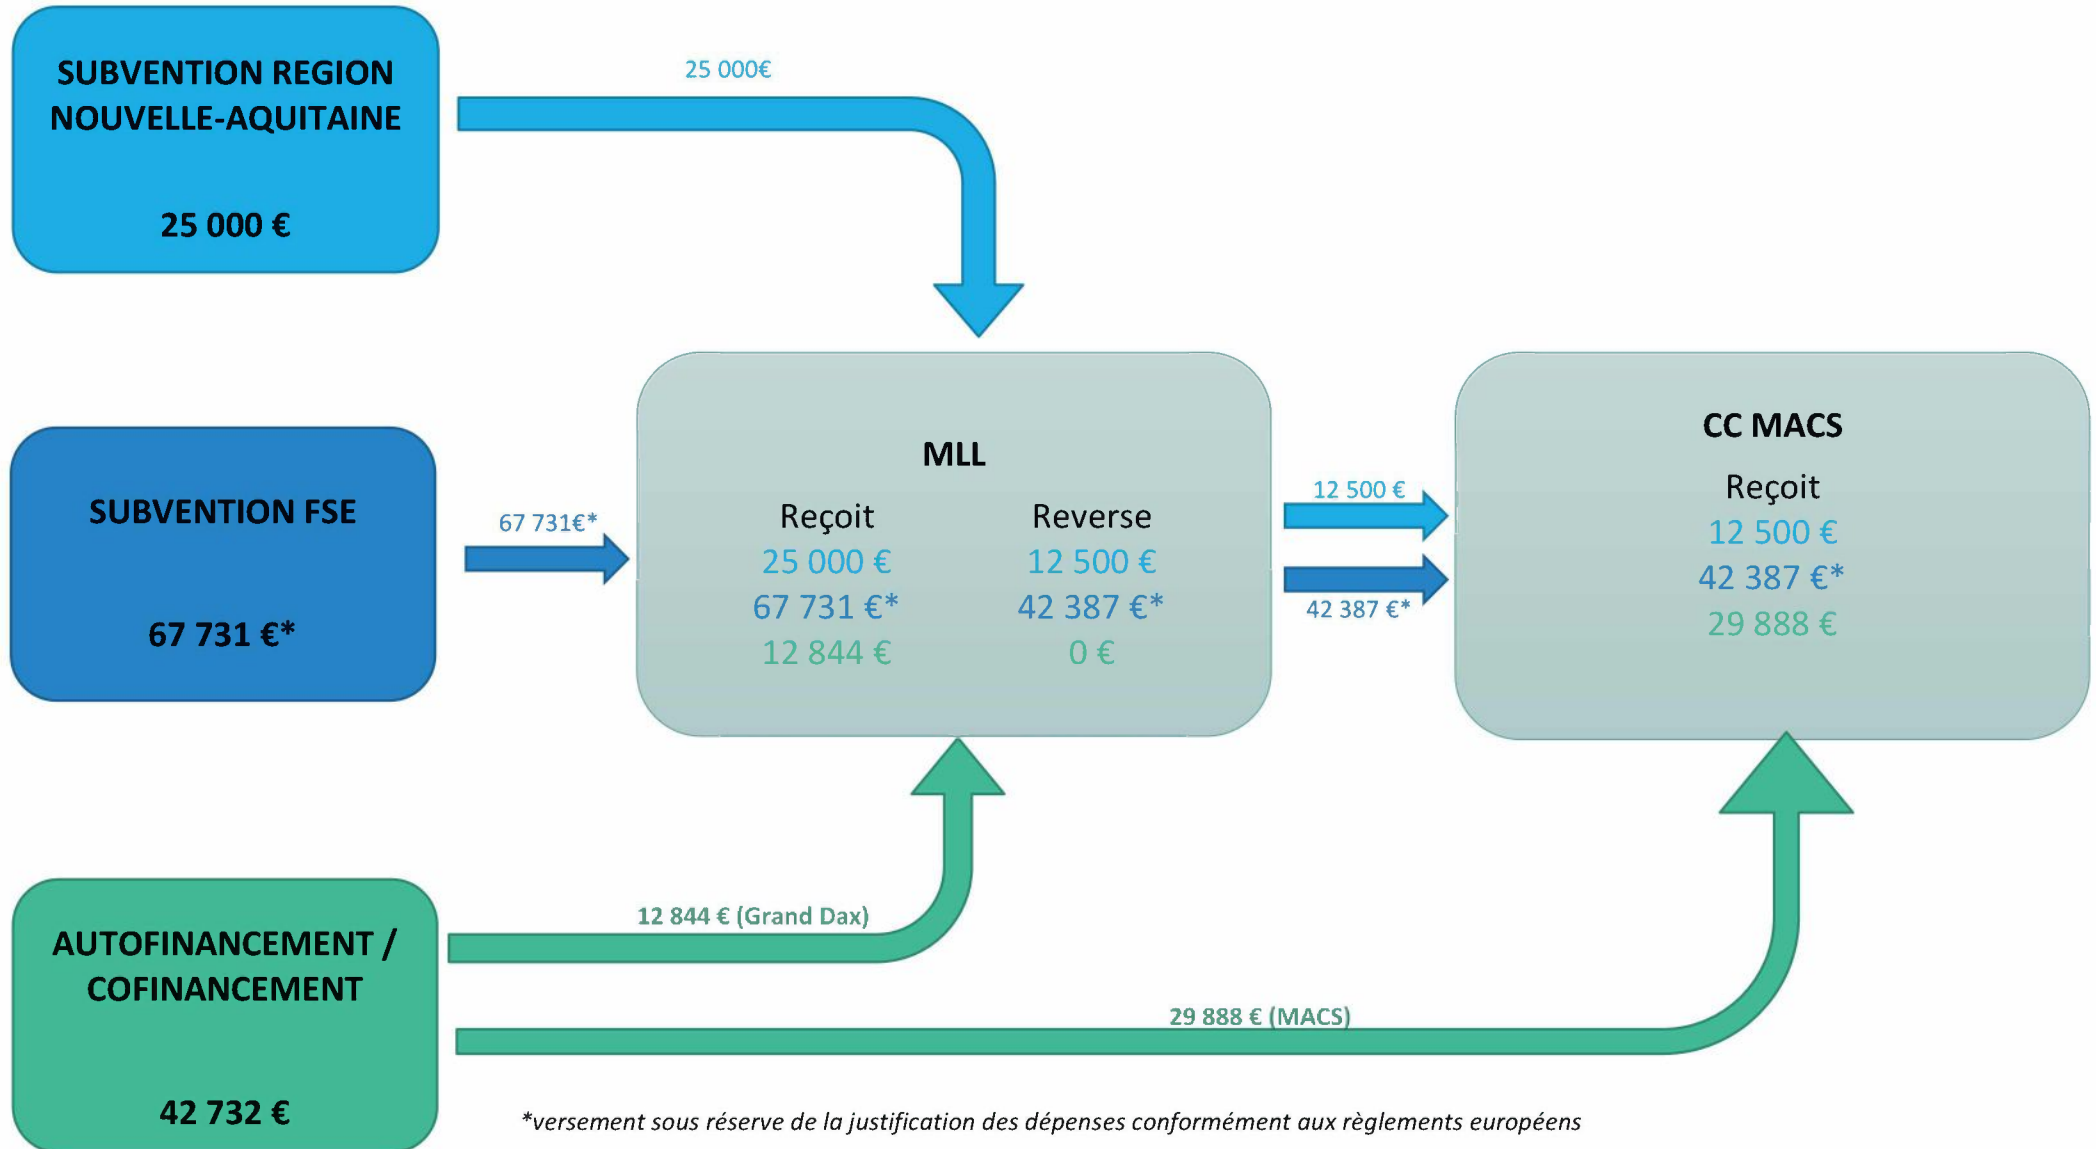 SUBVENTION REGION
NOUVELLE-AQUITAINE
25 000 €
25 000€
SUBVENTION FSE
67 731 €*
67 731€*
MLL
Reçoit Reverse
25 000 € 12 500 €
67 731 €* 42 387 €*
12 844 € 0 €
12 500 €
42 387 €*
CC MACS
Reçoit
12 500 €
42 387 €*
29 888 €
AUTOFINANCEMENT /
COFINANCEMENT
42 732 €
12 844 € (Grand Dax)
29 888 € (MACS)
*versement sous réserve de la justification des dépenses conformément aux règlements européens